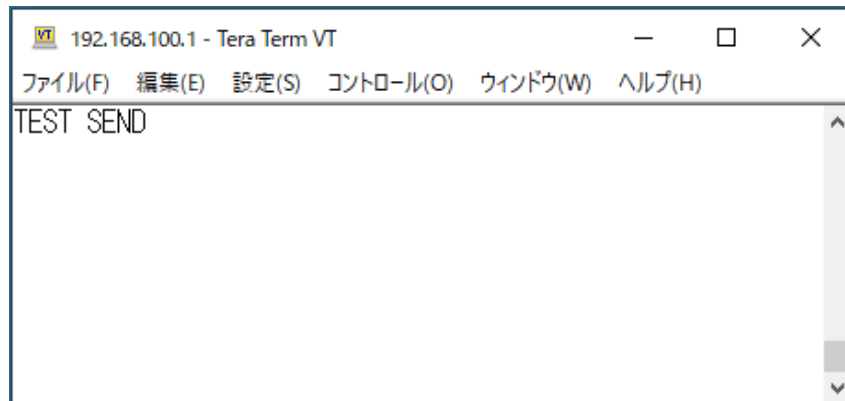 192.168.100.1 - Tera Term VT
ファイル(F) 編集(E) 設定(S) コントロール(O) ウィンドウ(W) ヘルプ(H)
TEST SEND